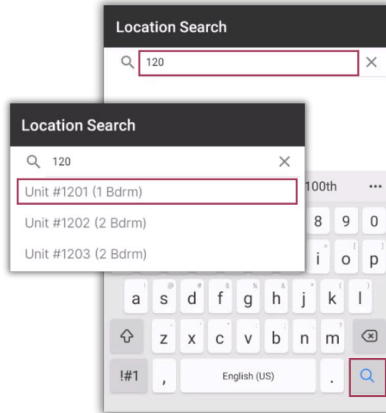 Location Search
120
Location Search
120
Unit #1201 (1 Bdrm)
Unit #1202 (2 Bdrm)
Unit #1203 (2 Bdrm)
100th ...
8 9 0
i o p
a s d f g h j k l
z x c v b n m
!#1 , English (US) .